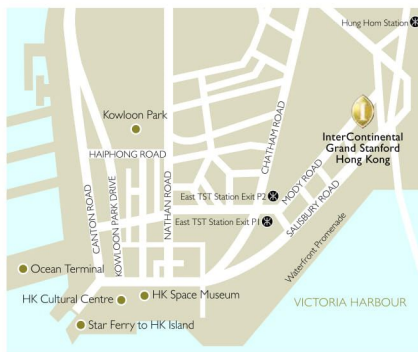 Hung Hom Station
Kowloon Park
InterContinental
Grand Stanford
Hong Kong
HAIPHONG ROAD
CHATHAM ROAD
CANTON ROAD
KOWLOON PARK DRIVE
NATHAN ROAD
MODY ROAD
East TST Station Exit P2
East TST Station Exit P1
SALISBURY ROAD
Waterfront Promenade
Ocean Terminal
HK Cultural Centre
HK Space Museum
VICTORIA HARBOUR
Star Ferry to HK Island